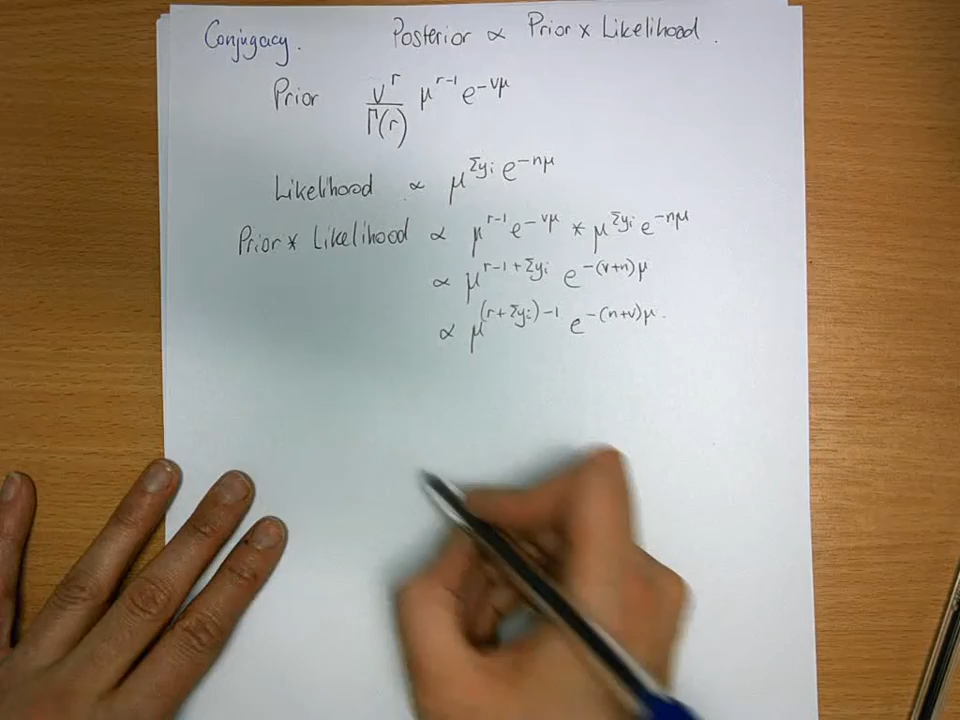 Conjugacy. Posterior ∝ Prior × Likelihood.
Prior v^r/Γ(r) μ^{r-1} e^{-vμ}
Likelihood ∝ μ^{Σyi} e^{-nμ}
Prior * Likelihood ∝ μ^{r-1} e^{-vμ} * μ^{Σyi} e^{-nμ}
∝ μ^{r-1+Σyi} e^{-(v+n)μ}
∝ μ^{(r+Σyi)-1} e^{-(n+v)μ}.